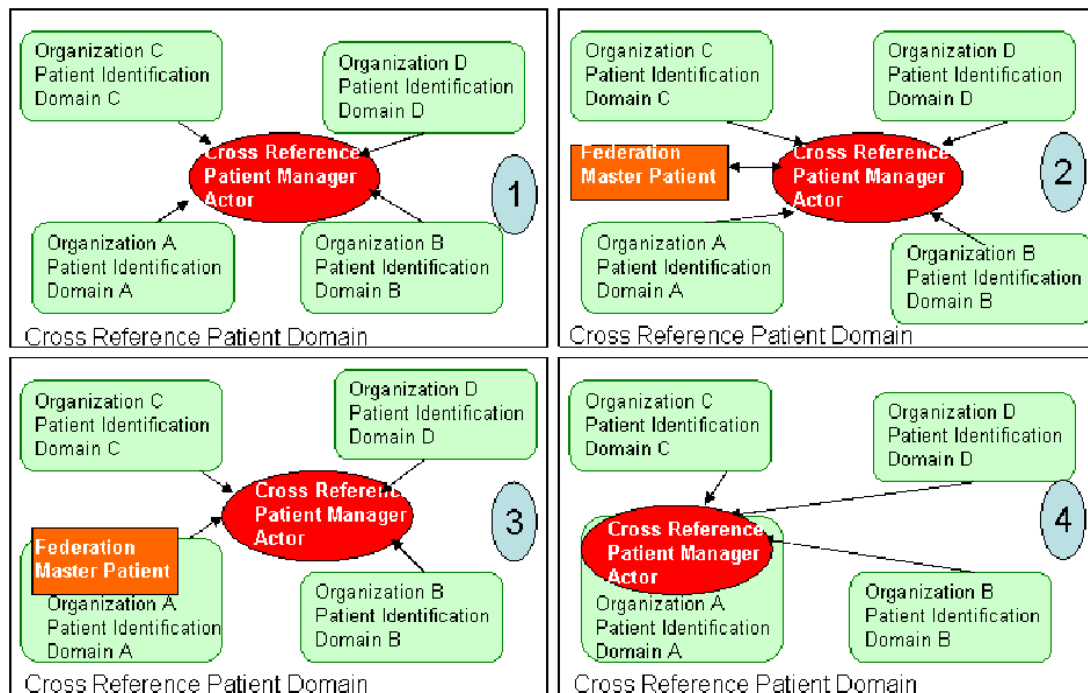 Organization C
Patient Identification
Domain C
Organization D
Patient Identification
Domain D
Cross Reference
Patient Manager
Actor
1
Organization A
Patient Identification
Domain A
Organization B
Patient Identification
Domain B
Cross Reference Patient Domain
Organization C
Patient Identification
Domain C
Organization D
Patient Identification
Domain D
Federation
Master Patient
Cross Reference
Patient Manager
Actor
2
Organization A
Patient Identification
Domain A
Organization B
Patient Identification
Domain B
Cross Reference Patient Domain
Organization C
Patient Identification
Domain C
Organization D
Patient Identification
Domain D
Cross Reference
Patient Manager
Actor
3
Federation
Master Patient
Organization A
Patient Identification
Domain A
Organization B
Patient Identification
Domain B
Cross Reference Patient Domain
Organization C
Patient Identification
Domain C
Organization D
Patient Identification
Domain D
4
Cross Reference
Patient Manager
Actor
Organization A
Patient Identification
Domain A
Organization B
Patient Identification
Domain B
Cross Reference Patient Domain